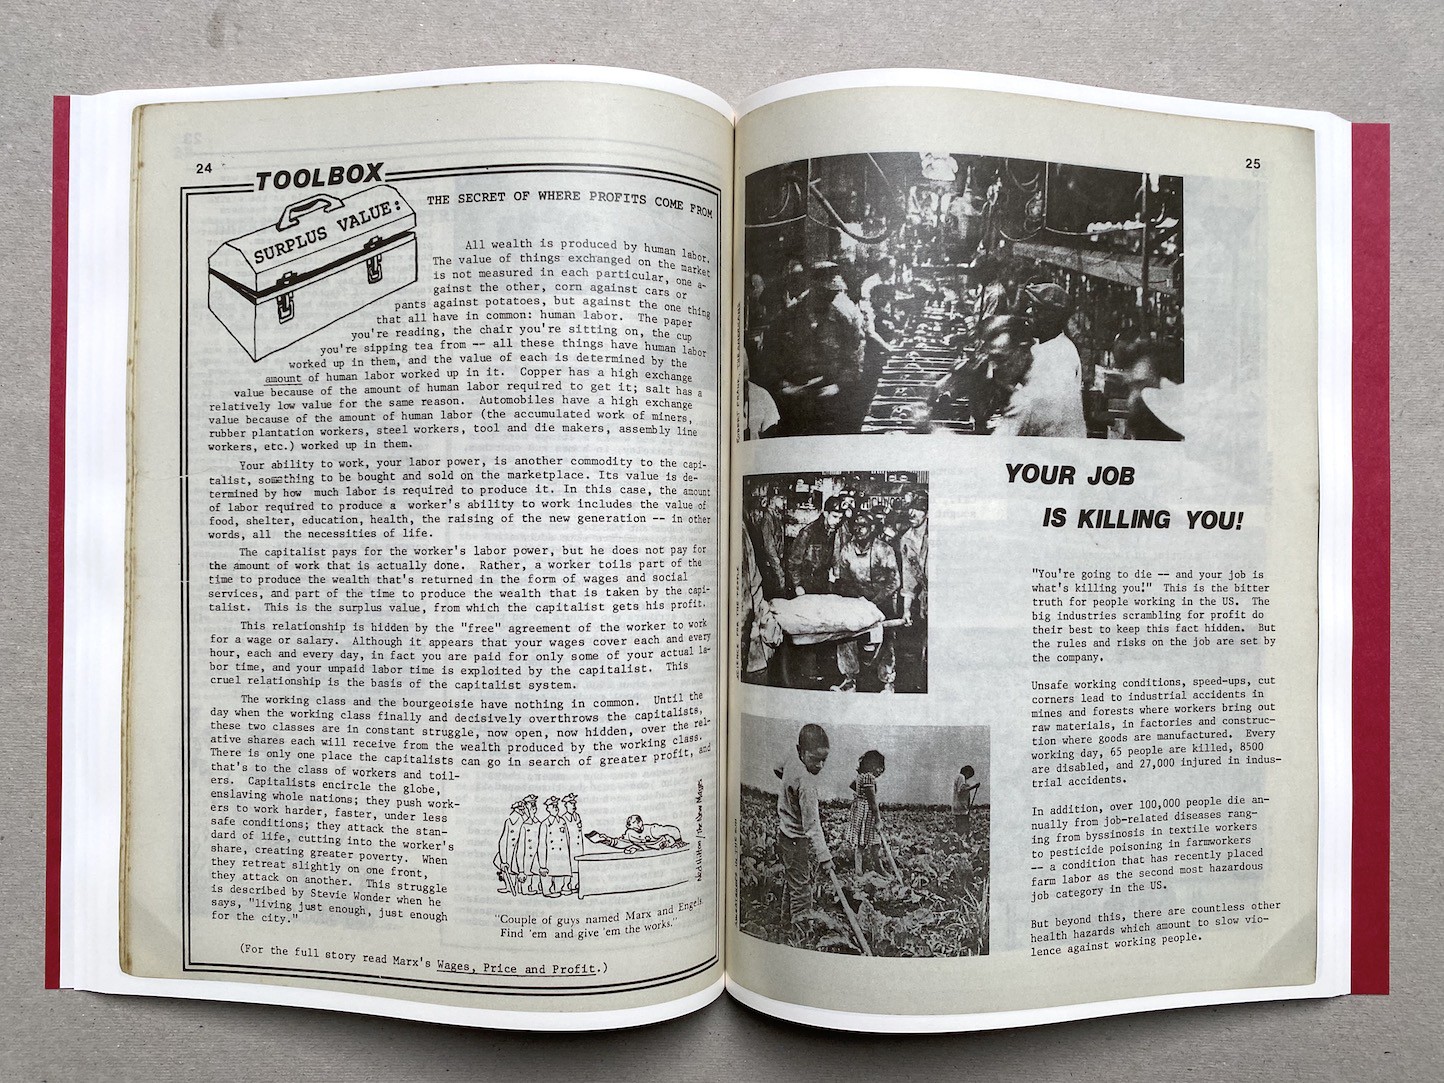 24
TOOLBOX
SURPLUS VALUE:
THE SECRET OF WHERE PROFITS COME FROM
All wealth is produced by human labor.
The value of things exchanged on the market
is not measured in each particular, one a-
gainst the other, corn against cars or
pants against potatoes, but against the one thing
that all have in common: human labor. The paper
you're reading, the chair you're sitting on, the cup
you're sipping tea from -- all these things have human labor
worked up in them, and the value of each is determined by the
amount of human labor worked up in it. Copper has a high exchange
value because of the amount of human labor required to get it; salt has a
relatively low value for the same reason. Automobiles have a high exchange
value because of the amount of human labor (the accumulated work of miners,
rubber plantation workers, steel workers, tool and die makers, assembly line
workers, etc.) worked up in them.
Your ability to work, your labor power, is another commodity to the capi-
talist, something to be bought and sold on the marketplace. Its value is de-
termined by how much labor is required to produce it. In this case, the amount
of labor required to produce a worker's ability to work includes the value of
food, shelter, education, health, the raising of the new generation -- in other
words, all the necessities of life.
The capitalist pays for the worker's labor power, but he does not pay for
the amount of work that is actually done. Rather, a worker toils part of the
time to produce the wealth that's returned in the form of wages and social
services, and part of the time to produce the wealth that is taken by the capi-
talist. This is the surplus value, from which the capitalist gets his profit.
This relationship is hidden by the "free" agreement of the worker to work
for a wage or salary. Although it appears that your wages cover each and every
hour, each and every day, in fact you are paid for only some of your actual la-
bor time, and your unpaid labor time is exploited by the capitalist. This
cruel relationship is the basis of the capitalist system.
The working class and the bourgeoisie have nothing in common. Until the
day when the working class finally and decisively overthrows the capitalists,
these two classes are in constant struggle, now open, now hidden, over the rel-
ative shares each will receive from the wealth produced by the working class.
There is only one place the capitalists can go in search of greater profit, and
that's to the class of workers and toil-
ers. Capitalists encircle the globe,
enslaving whole nations; they push work-
ers to work harder, faster, under less
safe conditions; they attack the stan-
dard of life, cutting into the worker's
share, creating greater poverty. When
they retreat slightly on one front,
they attack on another. This struggle
is described by Stevie Wonder when he
says, "living just enough, just enough
for the city."
"Couple of guys named Marx and Engels.
Find 'em and give 'em the works."
(For the full story read Marx's Wages, Price and Profit.)
25
YOUR JOB
IS KILLING YOU!
"You're going to die -- and your job is
what's killing you!" This is the bitter
truth for people working in the US. The
big industries scrambling for profit do
their best to keep this fact hidden. But
the rules and risks on the job are set by
the company.
Unsafe working conditions, speed-ups, cut
corners lead to industrial accidents in
mines and forests where workers bring out
raw materials, in factories and construc-
tion where goods are manufactured. Every
working day, 65 people are killed, 8500
are disabled, and 27,000 injured in indus-
trial accidents.
In addition, over 100,000 people die an-
nually from job-related diseases rang-
ing from byssinosis in textile workers
to pesticide poisoning in farmworkers
-- a condition that has recently placed
farm labor as the second most hazardous
job category in the US.
But beyond this, there are countless other
health hazards which amount to slow vio-
lence against working people.